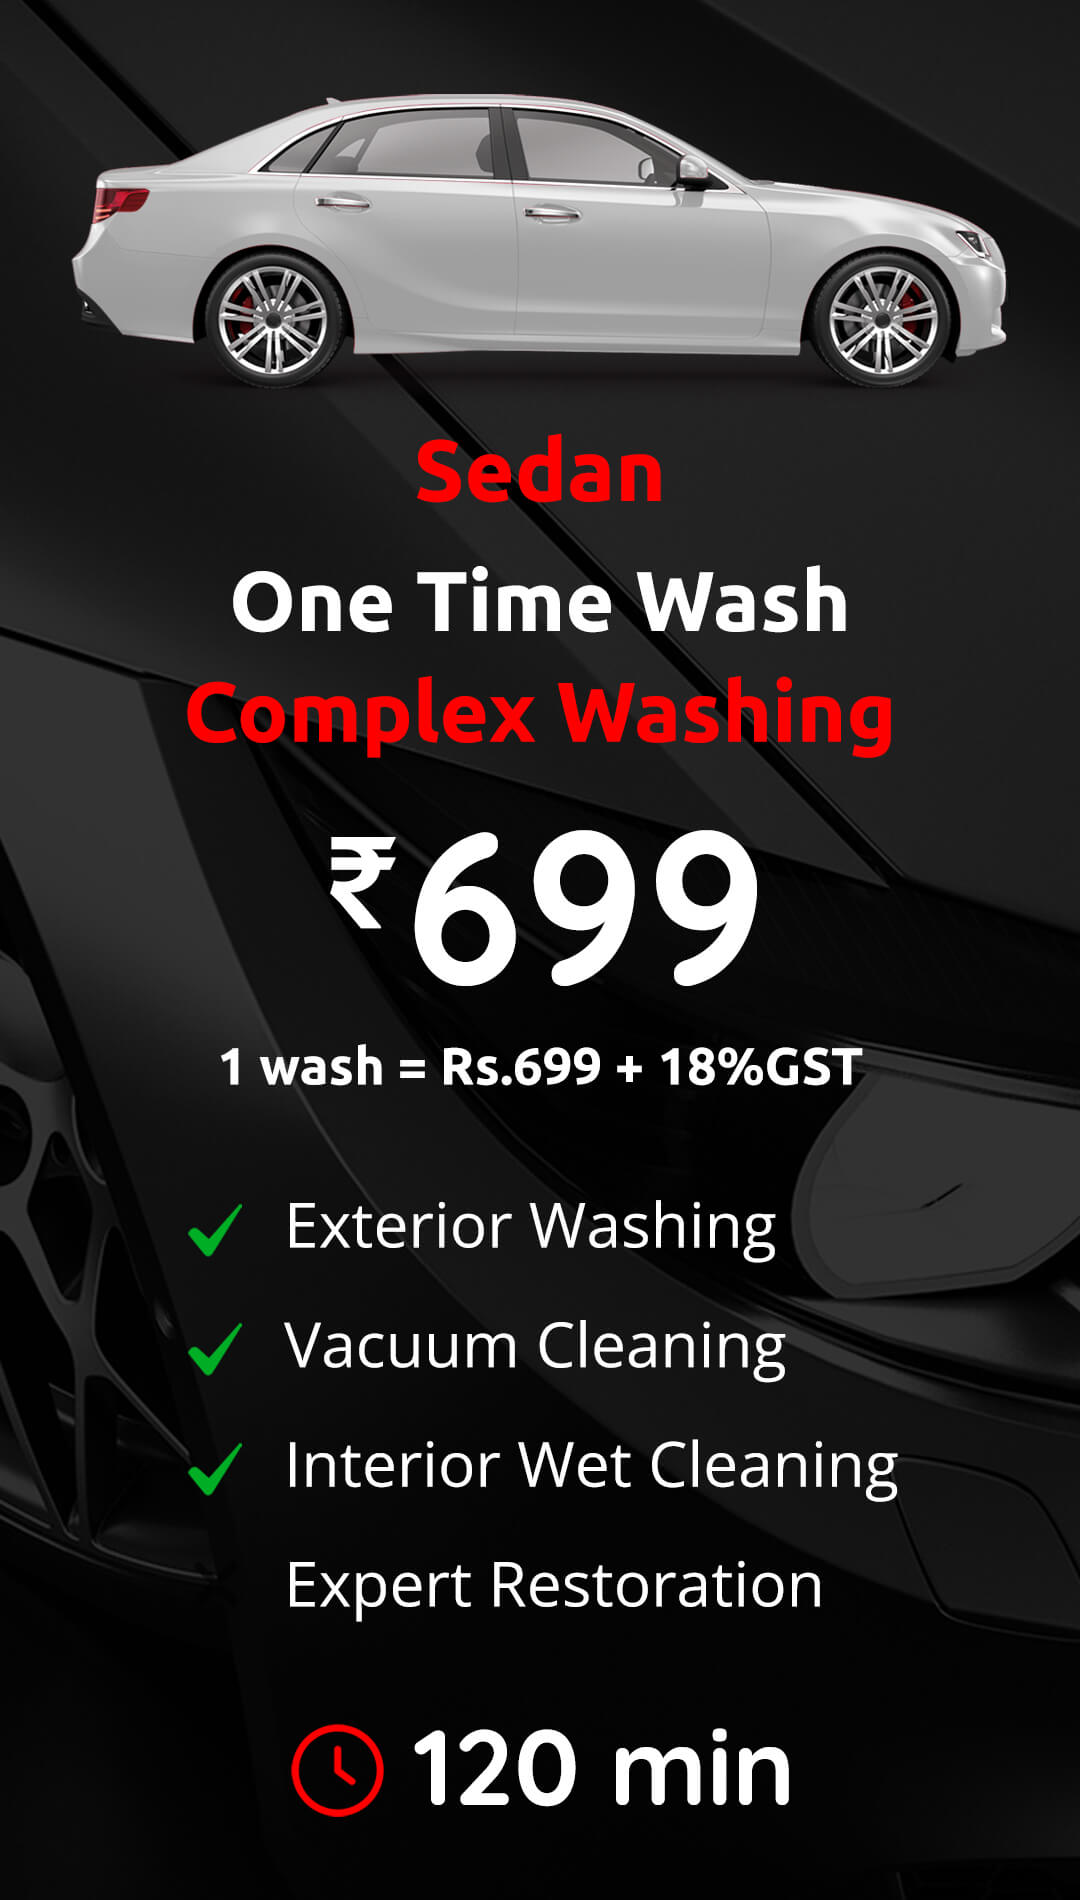 Sedan
One Time Wash
Complex Washing
₹699
1 wash = Rs.699 + 18%GST
Exterior Washing
Vacuum Cleaning
Interior Wet Cleaning
Expert Restoration
120 min